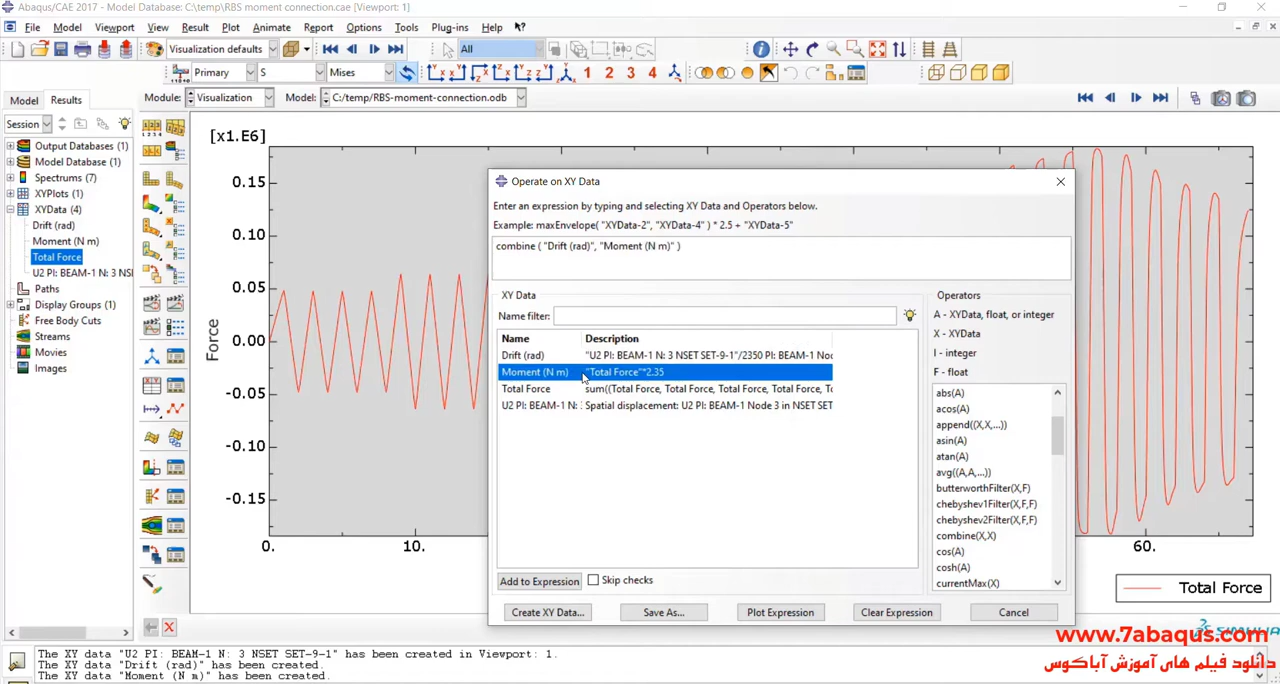 Abaqus/CAE 2017 - Model Database: C:\temp\RBS moment connection.cae [Viewport: 1]
File Model Viewport View Result Plot Animate Report Options Tools Plug-ins Help
Visualization defaults All
Primary S Mises 1 2 3 4
Model Results Module: Visualization Model: C:/temp/RBS-moment-connection.odb
Session
Output Databases (1)
Model Database (1)
Spectrums (7)
XYPlots (1)
XYData (4)
Drift (rad)
Moment (N m)
Total Force
U2 PI: BEAM-1 N: 3 NSI
Paths
Display Groups (1)
Free Body Cuts
Streams
Movies
Images
[x1.E6]
0.15
0.10
0.05
0.00
-0.05
-0.10
-0.15
Force
0. 10. 60.
Total Force
Operate on XY Data
Enter an expression by typing and selecting XY Data and Operators below.
Example: maxEnvelope( "XYData-2", "XYData-4" ) * 2.5 + "XYData-5"
combine ( "Drift (rad)", "Moment (N m)" )
XY Data
Name filter:
Name Description
Drift (rad) "U2 PI: BEAM-1 N: 3 NSET SET-9-1"/2350 PI: BEAM-1 Nod
Moment (N m) "Total Force"*2.35
Total Force sum((Total Force, Total Force, Total Force, Total Force, To
U2 PI: BEAM-1 N: Spatial displacement: U2 PI: BEAM-1 Node 3 in NSET SET
Add to Expression Skip checks
Operators
A - XYData, float, or integer
X - XYData
I - integer
F - float
abs(A)
acos(A)
append((X,X,...))
asin(A)
atan(A)
avg((A,A,...))
butterworthFilter(X,F)
chebyshev1Filter(X,F,F)
chebyshev2Filter(X,F,F)
combine(X,X)
cos(A)
cosh(A)
currentMax(X)
Create XY Data... Save As... Plot Expression Clear Expression Cancel
www.7abaqus.com
دانلود فیلم های آموزش آباکوس
The XY data "U2 PI: BEAM-1 N: 3 NSET SET-9-1" has been created in Viewport: 1.
The XY data "Drift (rad)" has been created.
The XY data "Moment (N m)" has been created.